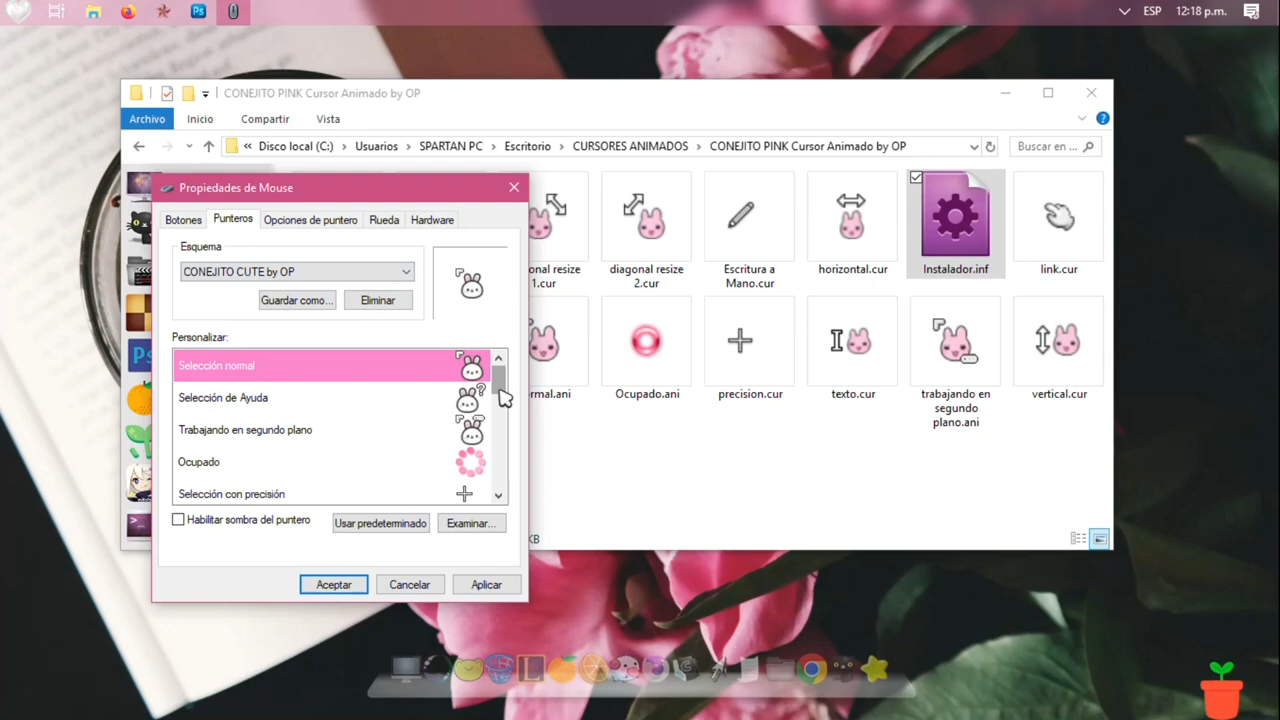 ESP
12:18 p.m.
CONEJITO PINK Cursor Animado by OP
Archivo
Inicio
Compartir
Vista
« Disco local (C:) > Usuarios > SPARTAN PC > Escritorio > CURSORES ANIMADOS > CONEJITO PINK Cursor Animado by OP
Buscar en ...
Propiedades de Mouse
Botones
Punteros
Opciones de puntero
Rueda
Hardware
Esquema
CONEJITO CUTE by OP
Guardar como...
Eliminar
Personalizar:
Selección normal
Selección de Ayuda
Trabajando en segundo plano
Ocupado
Selección con precisión
Habilitar sombra del puntero
Usar predeterminado
Examinar...
Aceptar
Cancelar
Aplicar
onal resize
1.cur
diagonal resize
2.cur
Escritura a
Mano.cur
horizontal.cur
Instalador.inf
link.cur
rmal.ani
Ocupado.ani
precision.cur
texto.cur
trabajando en
segundo
plano.ani
vertical.cur
KB
Ps
Ps